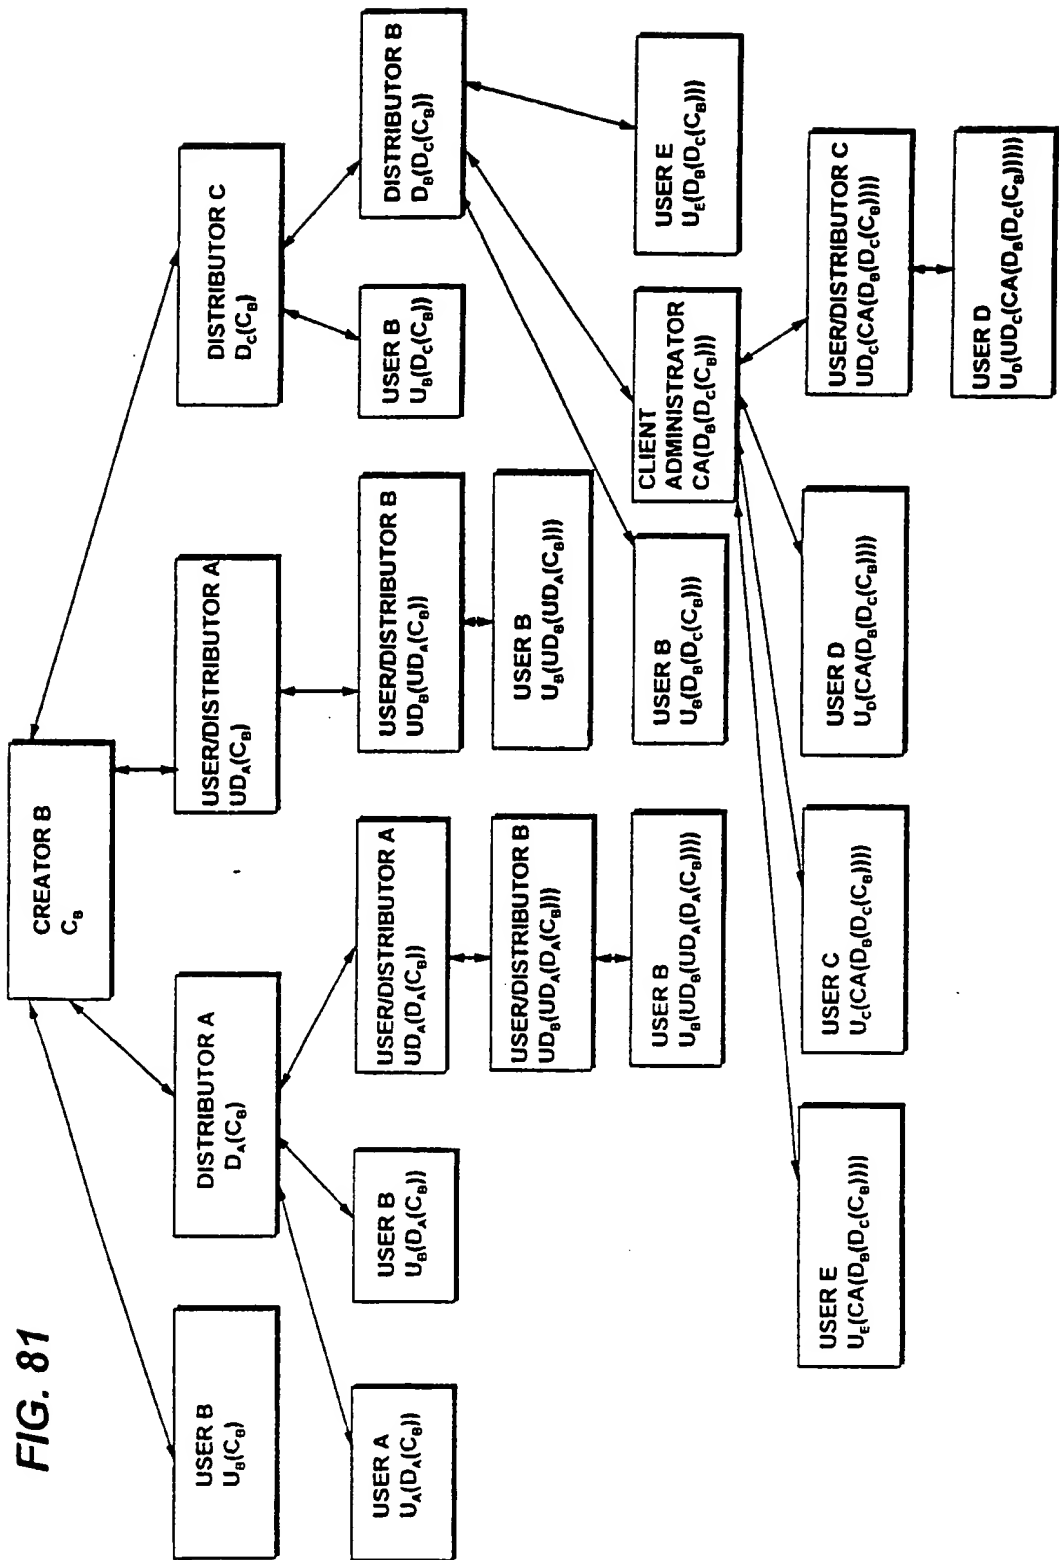 FIG. 81
CREATOR B
C_B
USER B
U_B(C_B)
DISTRIBUTOR A
D_A(C_B)
USER/DISTRIBUTOR A
UD_A(C_B)
DISTRIBUTOR C
D_C(C_B)
USER A
U_A(D_A(C_B))
USER B
U_B(D_A(C_B))
USER/DISTRIBUTOR A
UD_A(D_A(C_B))
USER/DISTRIBUTOR B
UD_B(UD_A(C_B))
USER B
U_B(D_C(C_B))
DISTRIBUTOR B
D_B(D_C(C_B))
USER/DISTRIBUTOR B
UD_B(UD_A(D_A(C_B)))
USER B
U_B(UD_B(UD_A(C_B)))
USER B
U_B(UD_B(UD_A(D_A(C_B))))
USER B
U_B(D_B(D_C(C_B)))
CLIENT
ADMINISTRATOR
CA(D_B(D_C(C_B)))
USER E
U_E(D_B(D_C(C_B)))
USER E
U_E(CA(D_B(D_C(C_B))))
USER C
U_C(CA(D_B(D_C(C_B))))
USER D
U_D(CA(D_B(D_C(C_B))))
USER/DISTRIBUTOR C
UD_C(CA(D_B(D_C(C_B))))
USER D
U_D(UD_C(CA(D_B(D_C(C_B)))))